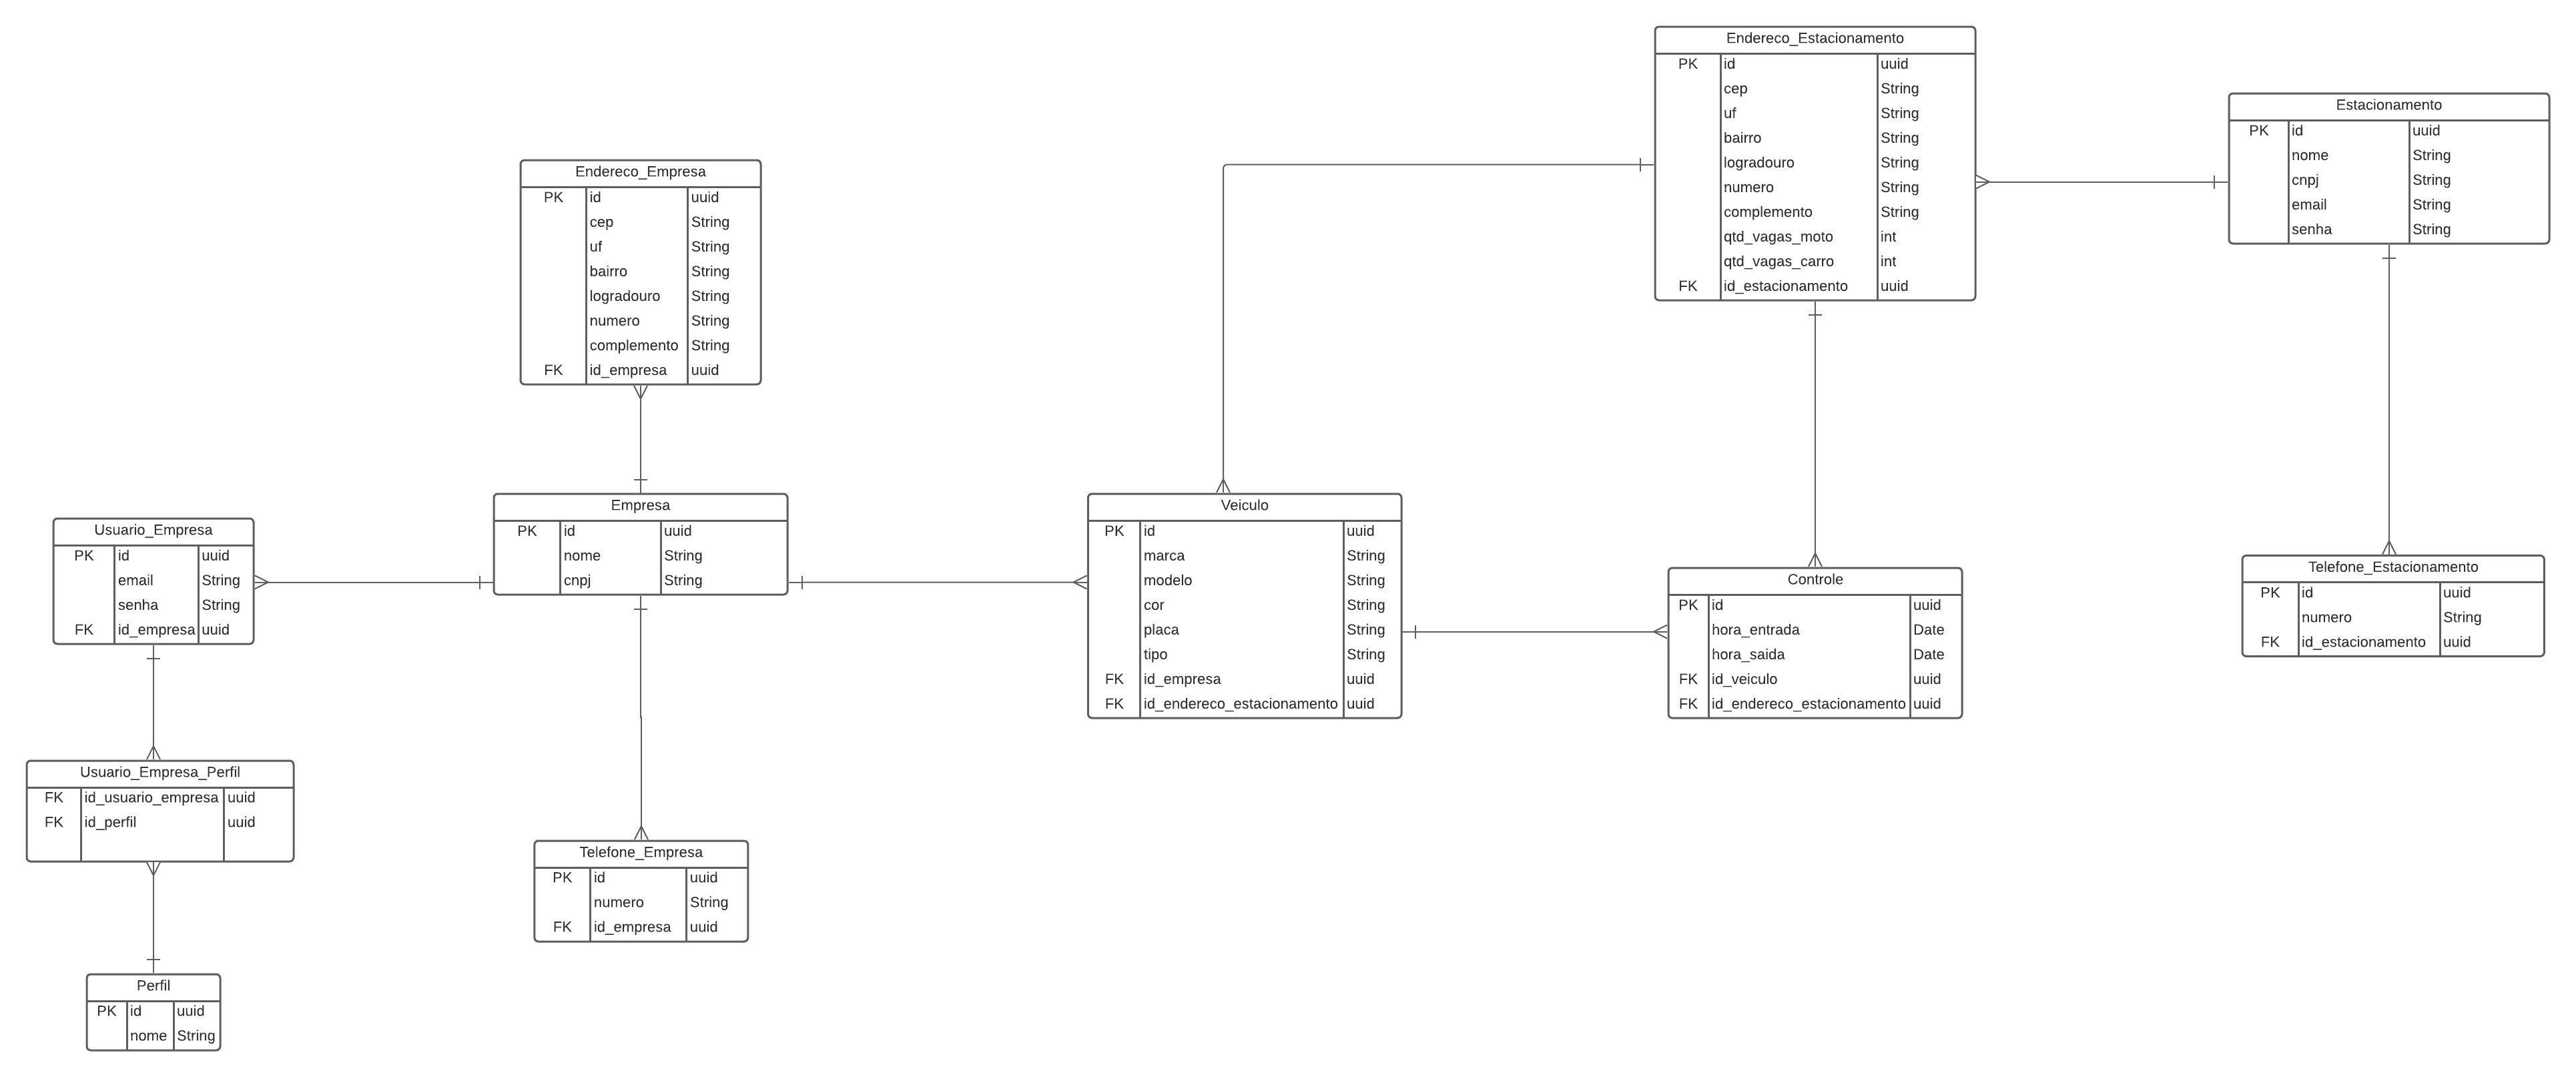 Endereco_Estacionamento
PK id uuid
cep String
uf String
bairro String
logradouro String
numero String
complemento String
qtd_vagas_moto int
qtd_vagas_carro int
FK id_estacionamento uuid
Estacionamento
PK id uuid
nome String
cnpj String
email String
senha String
Endereco_Empresa
PK id uuid
cep String
uf String
bairro String
logradouro String
numero String
complemento String
FK id_empresa uuid
Usuario_Empresa
PK id uuid
email String
senha String
FK id_empresa uuid
Empresa
PK id uuid
nome String
cnpj String
Veiculo
PK id uuid
marca String
modelo String
cor String
placa String
tipo String
FK id_empresa uuid
FK id_endereco_estacionamento uuid
Controle
PK id uuid
hora_entrada Date
hora_saida Date
FK id_veiculo uuid
FK id_endereco_estacionamento uuid
Telefone_Estacionamento
PK id uuid
numero String
FK id_estacionamento uuid
Usuario_Empresa_Perfil
FK id_usuario_empresa uuid
FK id_perfil uuid
Telefone_Empresa
PK id uuid
numero String
FK id_empresa uuid
Perfil
PK id uuid
nome String